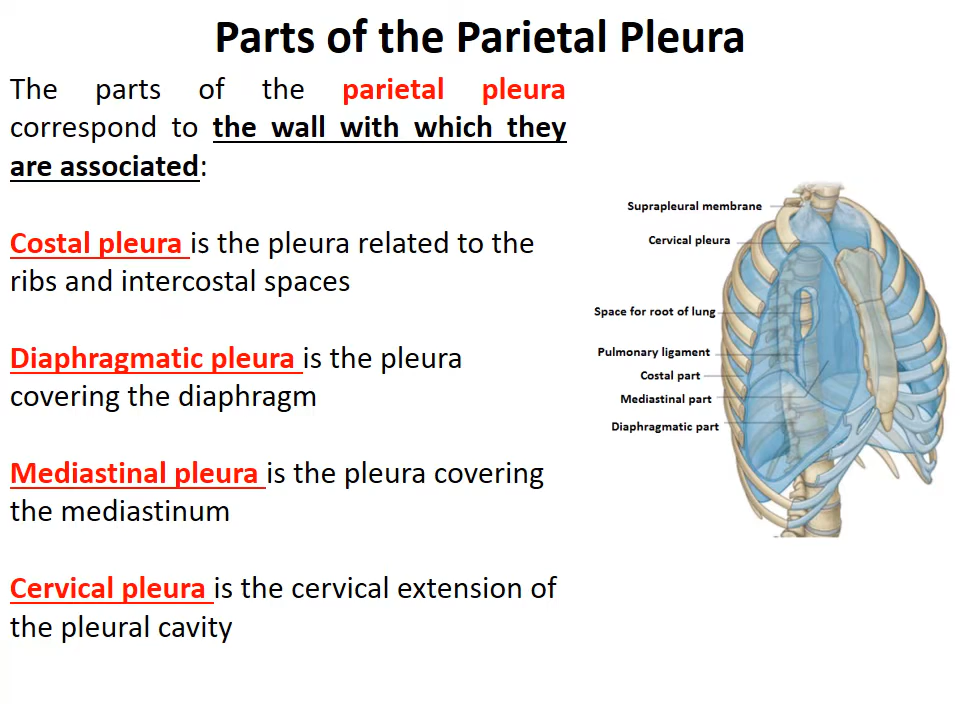 Parts of the Parietal Pleura
The parts of the parietal pleura
correspond to the wall with which they
are associated:
Costal pleura is the pleura related to the
ribs and intercostal spaces
Diaphragmatic pleura is the pleura
covering the diaphragm
Mediastinal pleura is the pleura covering
the mediastinum
Cervical pleura is the cervical extension of
the pleural cavity
Suprapleural membrane
Cervical pleura
Space for root of lung
Pulmonary ligament
Costal part
Mediastinal part
Diaphragmatic part